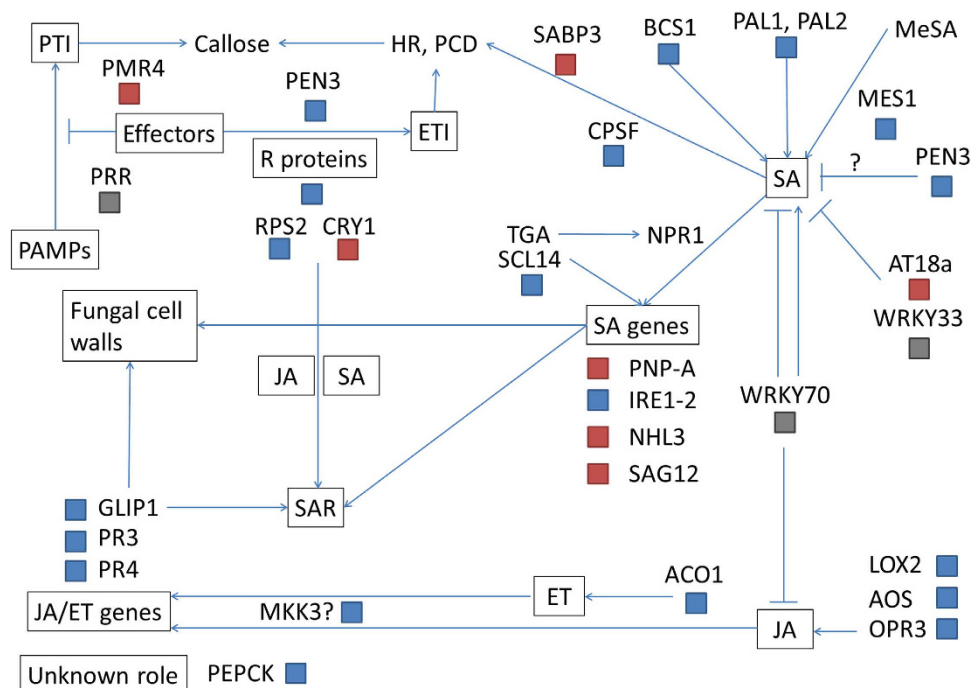 PTI
Callose
HR, PCD
SABP3
BCS1
PAL1, PAL2
MeSA
PMR4
PEN3
MES1
Effectors
ETI
CPSF
?
PEN3
R proteins
SA
PRR
RPS2
CRY1
TGA
NPR1
PAMPs
SCL14
AT18a
Fungal cell
walls
SA genes
WRKY33
JA
SA
PNP-A
IRE1-2
WRKY70
NHL3
SAG12
GLIP1
SAR
PR3
PR4
LOX2
ACO1
ET
AOS
JA/ET genes
MKK3?
JA
OPR3
Unknown role
PEPCK